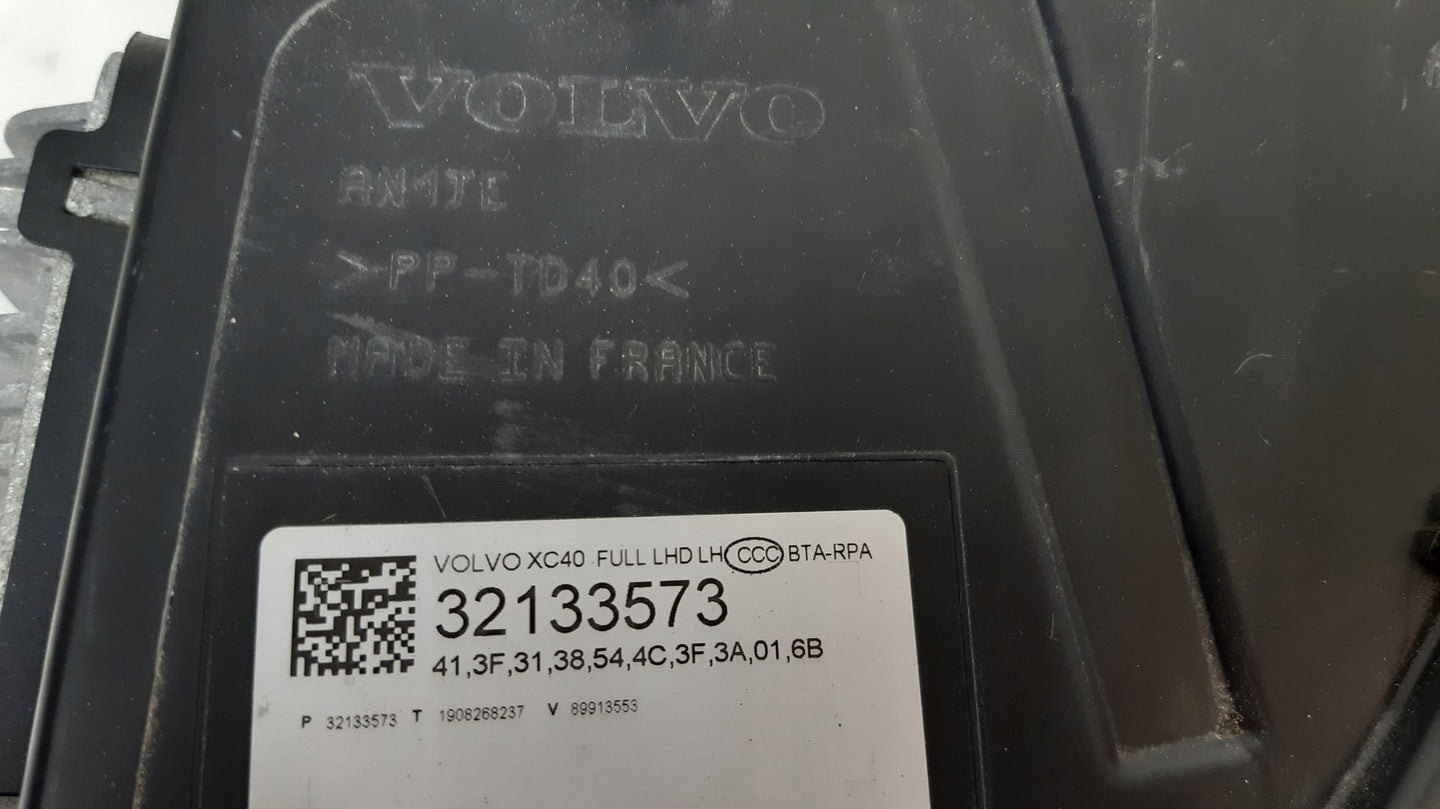 VOLVO
>PP-TD40<
MADE IN FRANCE
VOLVO XC40 FULL LHD LH CCC BTA-RPA
32133573
41,3F,31,38,54,4C,3F,3A,01,6B
P 32133573 T 1908268237 V 89913553